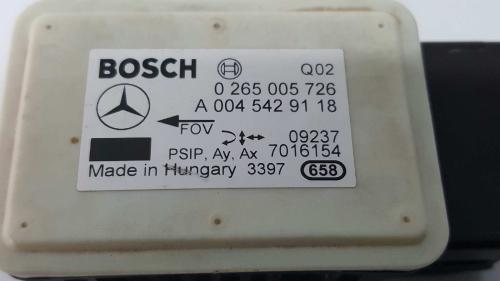 BOSCH Q02
0 265 005 726
A 004 542 91 18
FOV 09237
PSIP, Ay, Ax 7016154
Made in Hungary 3397 658